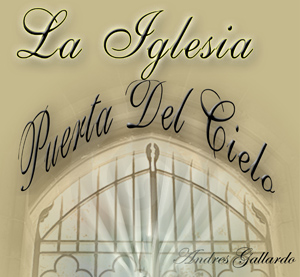 La Iglesia
Puerta Del Cielo
Andres Gallardo